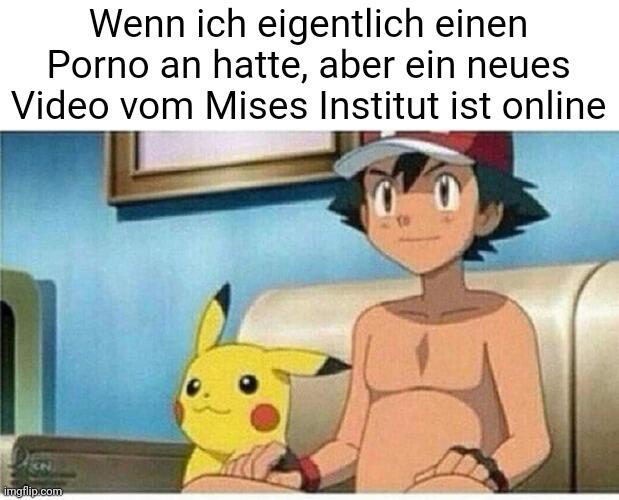 Wenn ich eigentlich einen
Porno an hatte, aber ein neues
Video vom Mises Institut ist online
imgflip.com